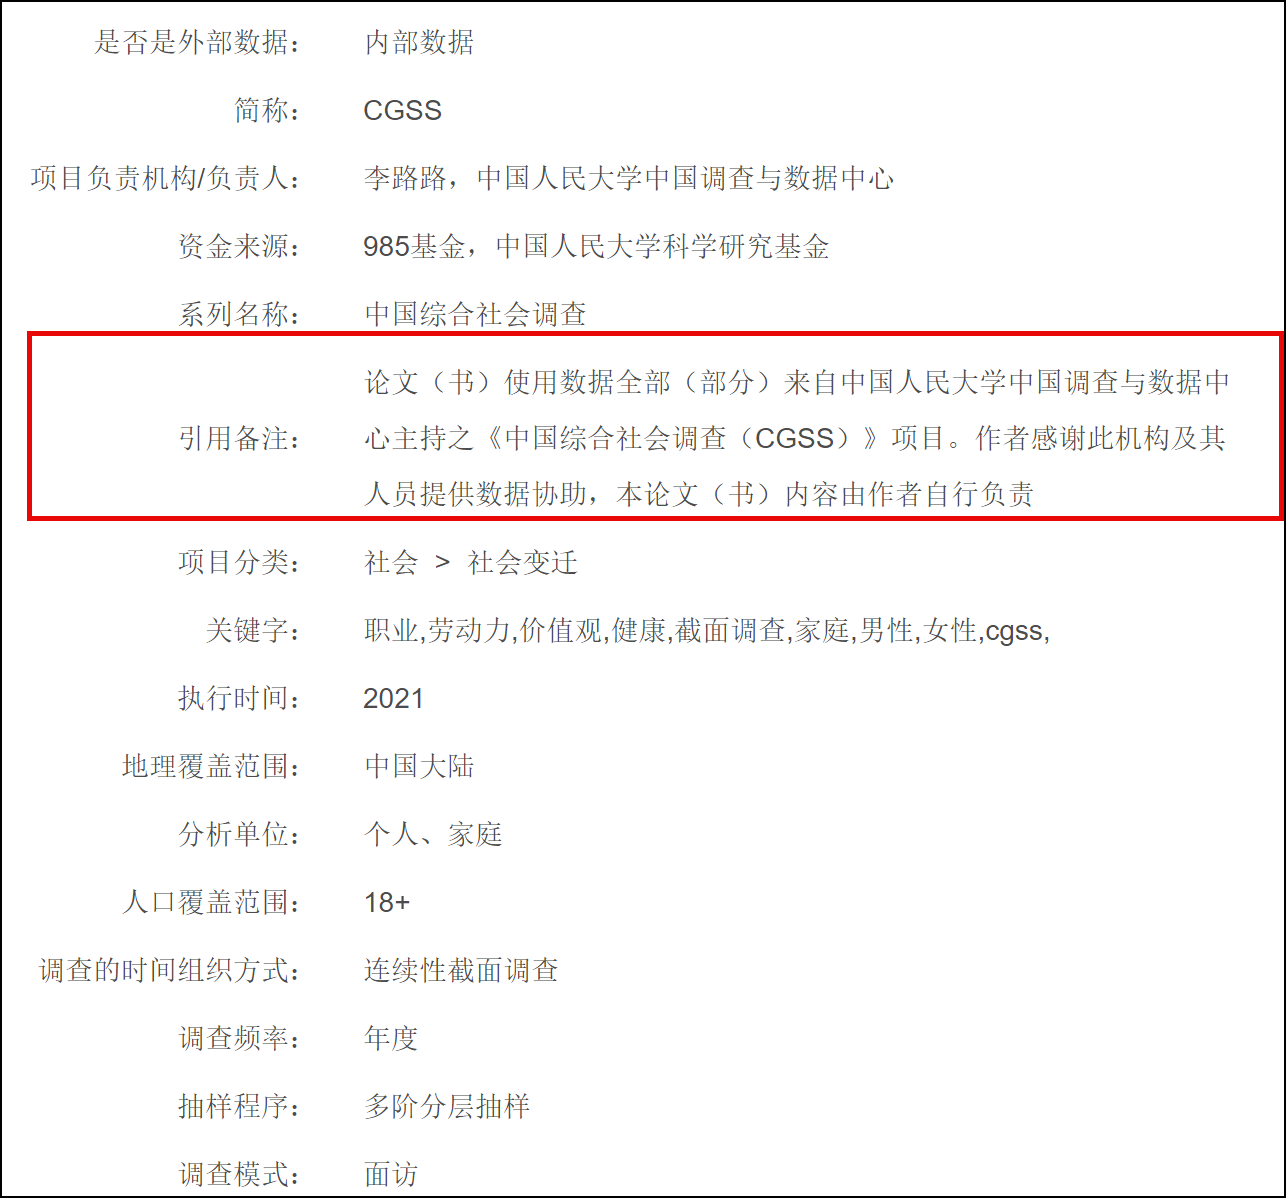 是否是外部数据： 内部数据
简称： CGSS
项目负责机构/负责人： 李路路，中国人民大学中国调查与数据中心
资金来源： 985基金，中国人民大学科学研究基金
系列名称： 中国综合社会调查
论文（书）使用数据全部（部分）来自中国人民大学中国调查与数据中
引用备注： 心主持之《中国综合社会调查（CGSS）》项目。作者感谢此机构及其
人员提供数据协助，本论文（书）内容由作者自行负责
项目分类： 社会 > 社会变迁
关键字： 职业,劳动力,价值观,健康,截面调查,家庭,男性,女性,cgss,
执行时间： 2021
地理覆盖范围： 中国大陆
分析单位： 个人、家庭
人口覆盖范围： 18+
调查的时间组织方式： 连续性截面调查
调查频率： 年度
抽样程序： 多阶分层抽样
调查模式： 面访